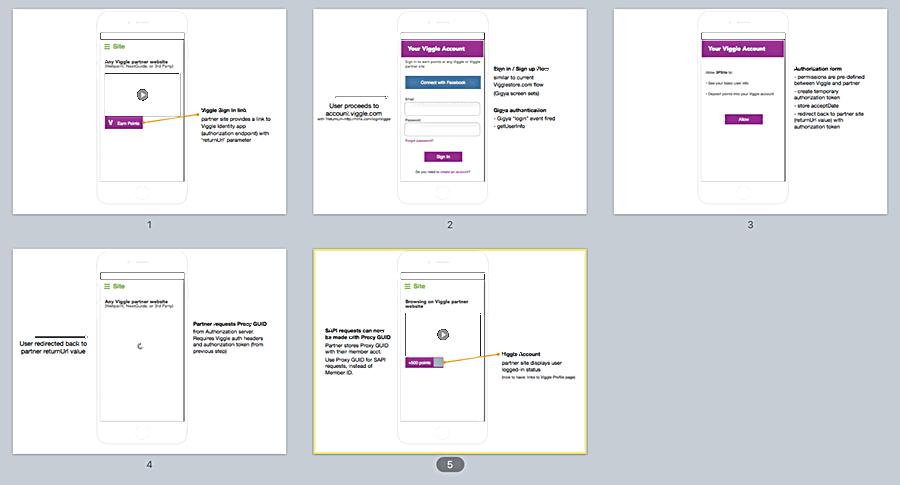 Site
Any Viggle partner website
(Wetpaint, NextGuide, or 3rd Party)
V Earn Points
Viggle Sign in link
partner site provides a link to
Viggle Identity app
(authorization endpoint) with
"returnUrl" parameter
1
User proceeds to
account.viggle.com
Your Viggle Account
Sign in to earn points or any Viggle or Viggle
partner site
Connect with Facebook
Email
Password
Forgot password?
Sign In
Do you need to create an account?
Sign in / Sign up Flow
similar to current
Vigglestore.com flow
(Gigya screen sets)
Gigya authentication
- Gigya "login" event fired
- getUserInfo
2
Your Viggle Account
Allow 3PSite to:
- See your basic user info
- Deposit points into your Viggle account
Allow
Authorization form
- permissions are pre-defined
between Viggle and partner
- create temporary
authorization token
- store acceptDate
- redirect back to partner site
(returnUrl value) with
authorization token
3
User redirected back to
partner returnUrl value
Site
Any Viggle partner website
(Wetpaint, NextGuide, or 3rd Party)
Partner requests Proxy GUID
from Authorization server.
Requires Viggle auth headers
and authorization token (from
previous step)
4
SAPI requests can now
be made with Proxy GUID
Partner stores Proxy GUID
with their member acct.
Use Proxy GUID for SAPI
requests, instead of
Member ID.
Site
Browsing on Viggle partner
website
+500 points
Viggle Account
partner site displays user
logged-in status
(nice to have: links to Viggle Profile page)
5